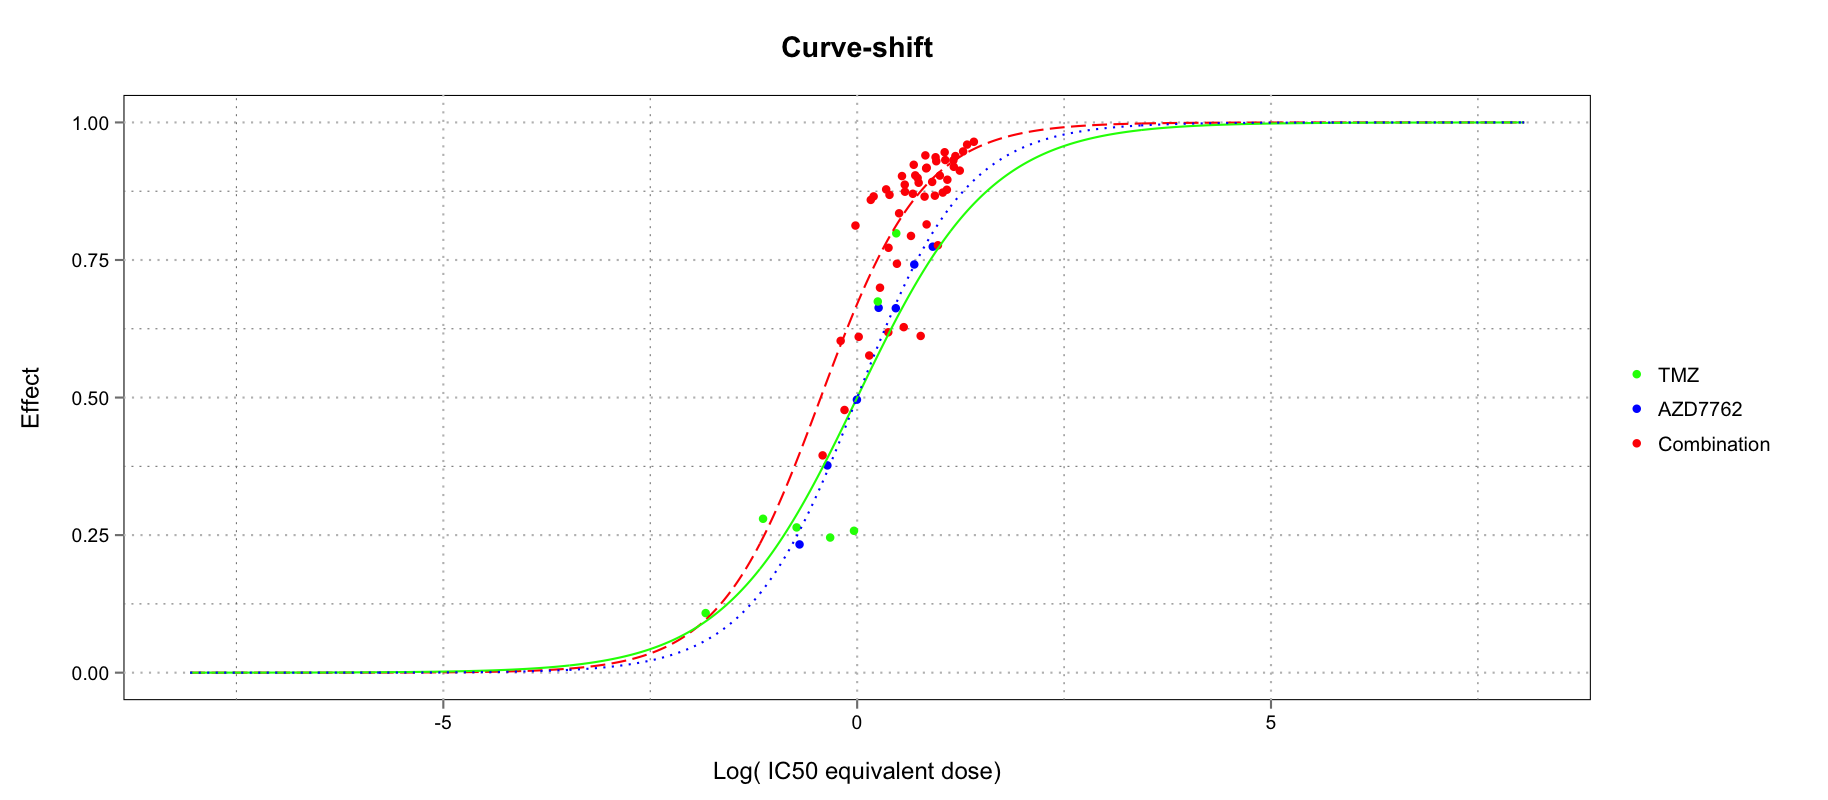 Curve-shift
1.00
0.75
0.50
0.25
0.00
Effect
-5
0
5
Log( IC50 equivalent dose)
TMZ
AZD7762
Combination